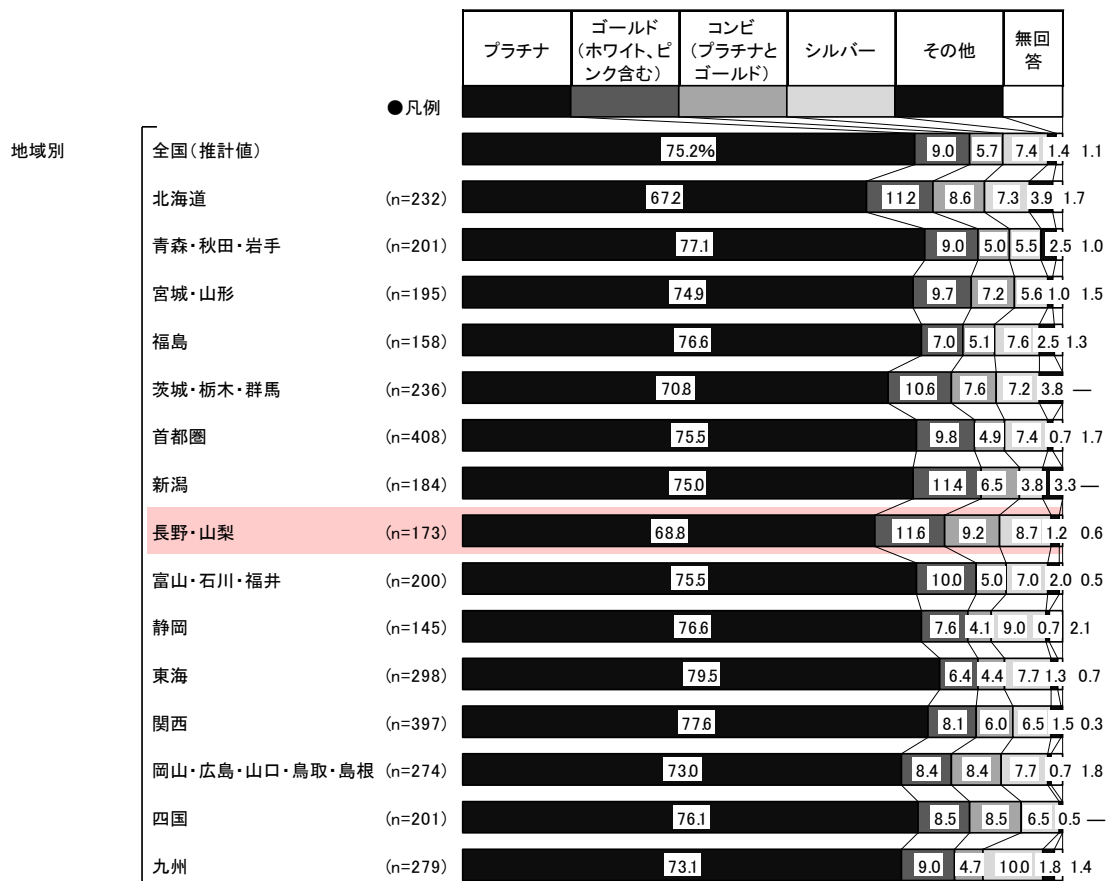 プラチナ ゴールド(ホワイト、ピンク含む) コンビ(プラチナとゴールド) シルバー その他 無回答
●凡例
地域別
全国(推計値) 75.2% 9.0 5.7 7.4 1.4 1.1
北海道 (n=232) 67.2 11.2 8.6 7.3 3.9 1.7
青森・秋田・岩手 (n=201) 77.1 9.0 5.0 5.5 2.5 1.0
宮城・山形 (n=195) 74.9 9.7 7.2 5.6 1.0 1.5
福島 (n=158) 76.6 7.0 5.1 7.6 2.5 1.3
茨城・栃木・群馬 (n=236) 70.8 10.6 7.6 7.2 3.8 ―
首都圏 (n=408) 75.5 9.8 4.9 7.4 0.7 1.7
新潟 (n=184) 75.0 11.4 6.5 3.8 3.3 ―
長野・山梨 (n=173) 68.8 11.6 9.2 8.7 1.2 0.6
富山・石川・福井 (n=200) 75.5 10.0 5.0 7.0 2.0 0.5
静岡 (n=145) 76.6 7.6 4.1 9.0 0.7 2.1
東海 (n=298) 79.5 6.4 4.4 7.7 1.3 0.7
関西 (n=397) 77.6 8.1 6.0 6.5 1.5 0.3
岡山・広島・山口・鳥取・島根 (n=274) 73.0 8.4 8.4 7.7 0.7 1.8
四国 (n=201) 76.1 8.5 8.5 6.5 0.5 ―
九州 (n=279) 73.1 9.0 4.7 10.0 1.8 1.4